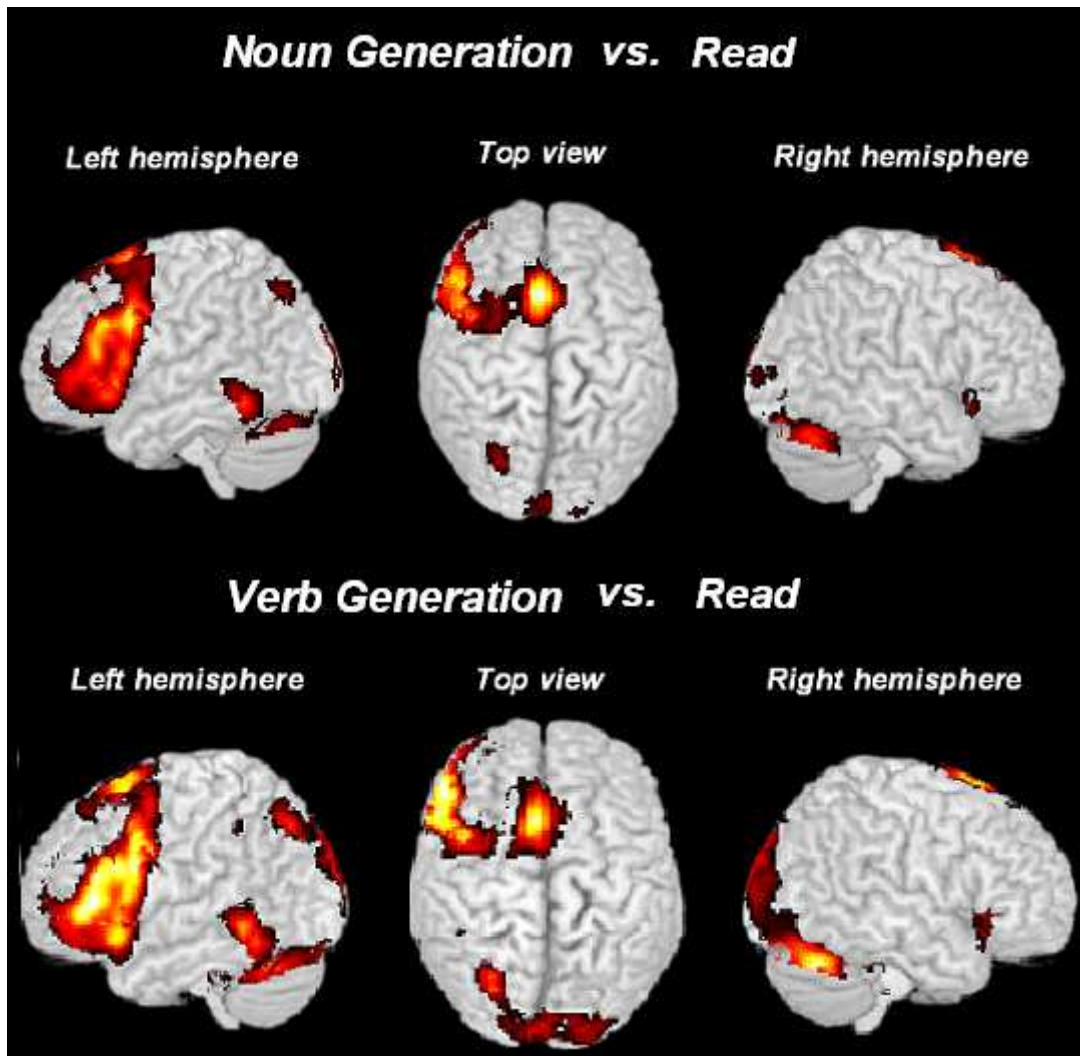 Noun Generation vs. Read
Left hemisphere Top view Right hemisphere
Verb Generation vs. Read
Left hemisphere Top view Right hemisphere